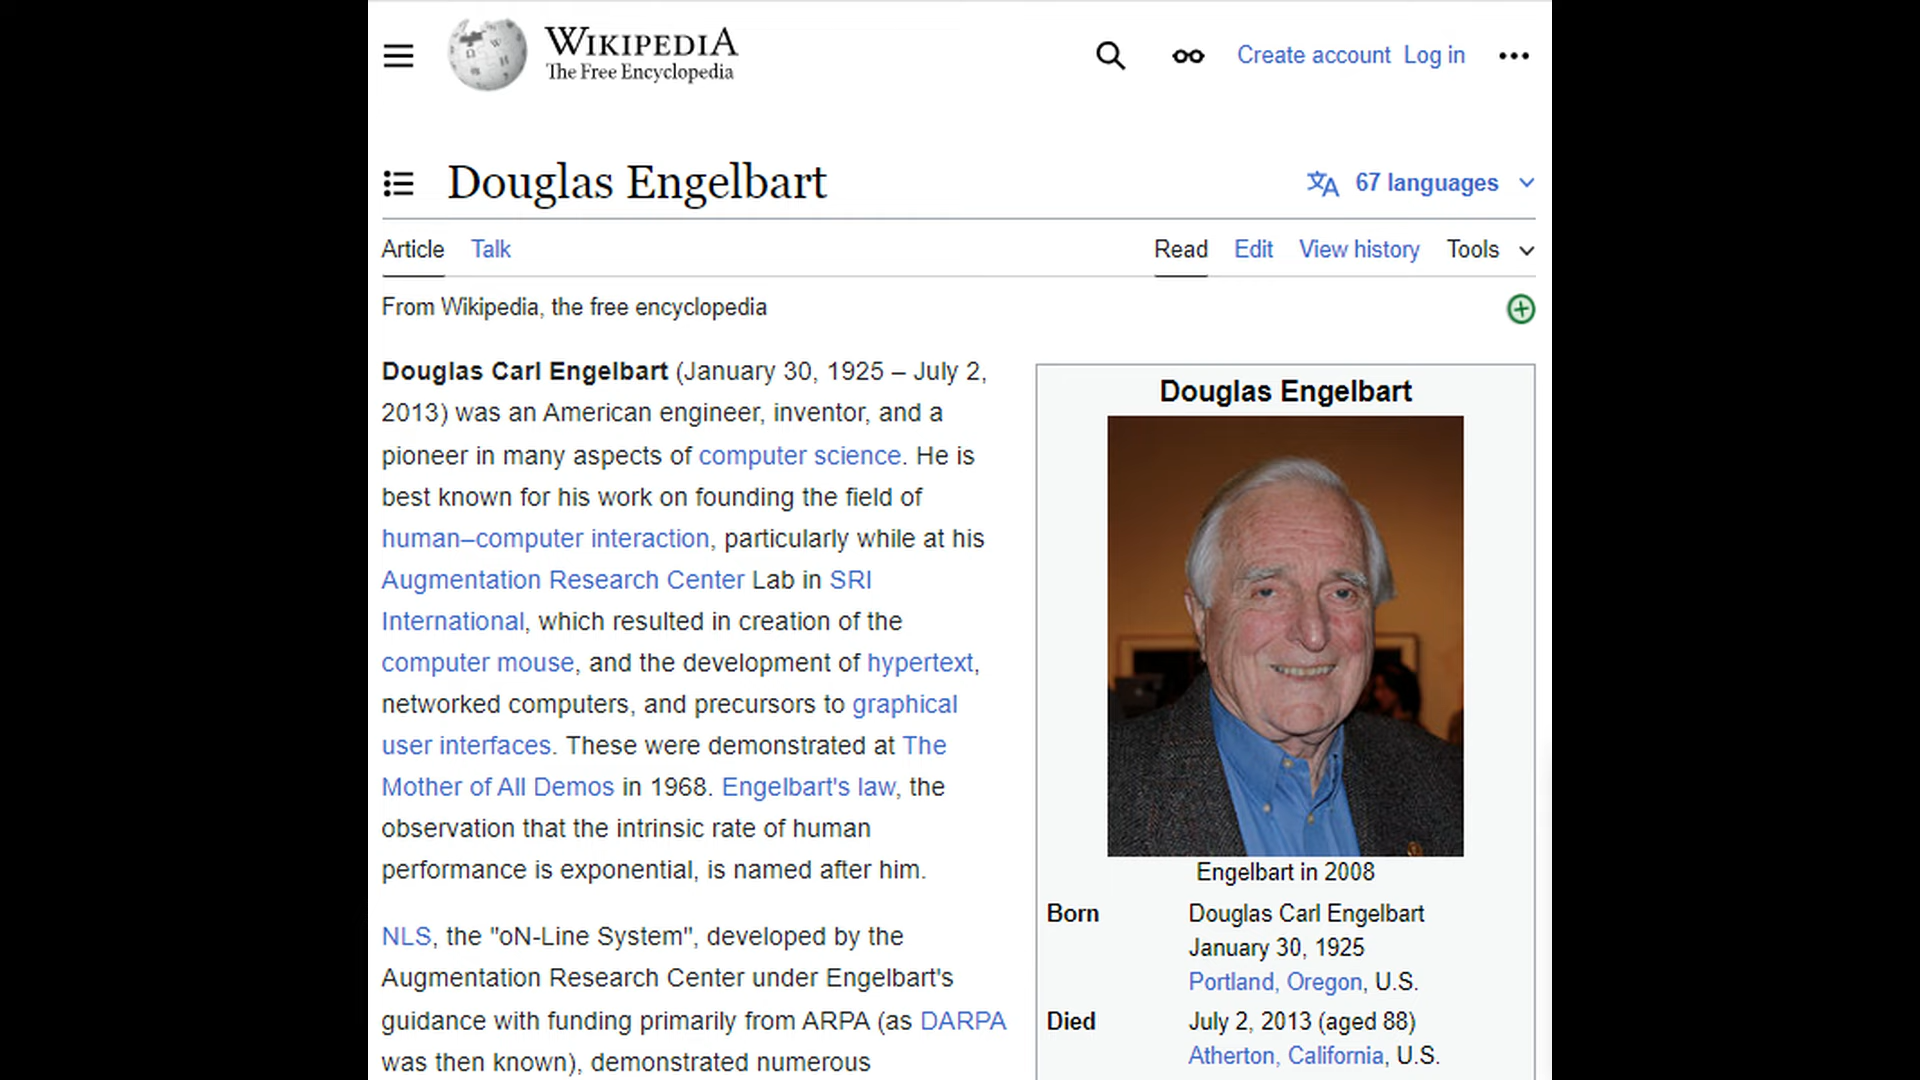 WIKIPEDIA
The Free Encyclopedia
Create account Log in
Douglas Engelbart
67 languages
Article Talk Read Edit View history Tools
From Wikipedia, the free encyclopedia
Douglas Carl Engelbart (January 30, 1925 – July 2,
2013) was an American engineer, inventor, and a
pioneer in many aspects of computer science. He is
best known for his work on founding the field of
human–computer interaction, particularly while at his
Augmentation Research Center Lab in SRI
International, which resulted in creation of the
computer mouse, and the development of hypertext,
networked computers, and precursors to graphical
user interfaces. These were demonstrated at The
Mother of All Demos in 1968. Engelbart's law, the
observation that the intrinsic rate of human
performance is exponential, is named after him.
NLS, the "oN-Line System", developed by the
Augmentation Research Center under Engelbart's
guidance with funding primarily from ARPA (as DARPA
was then known), demonstrated numerous
Douglas Engelbart
Engelbart in 2008
Born Douglas Carl Engelbart
January 30, 1925
Portland, Oregon, U.S.
Died July 2, 2013 (aged 88)
Atherton, California, U.S.